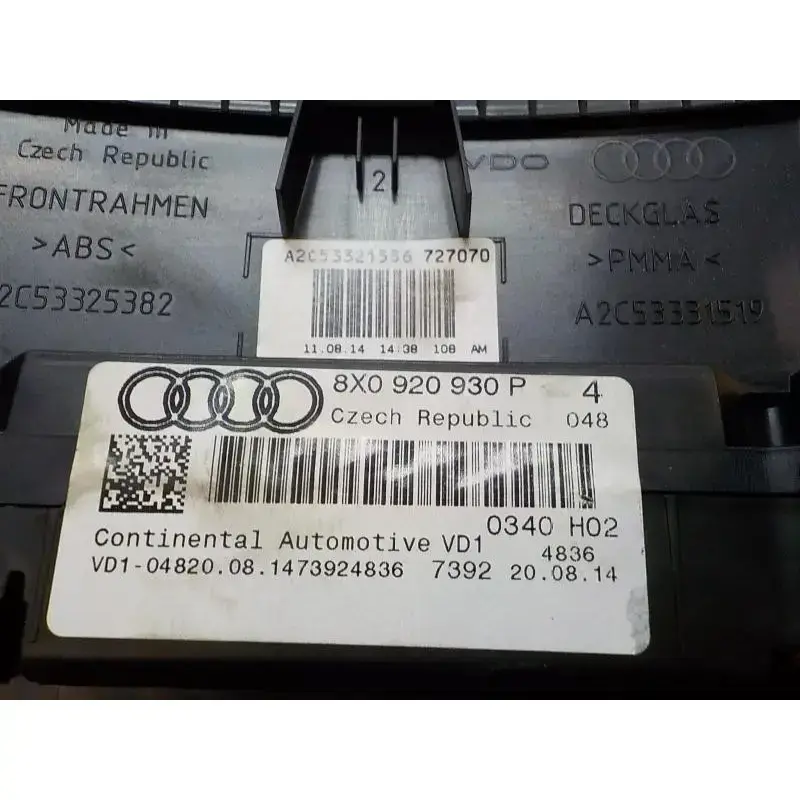 Made in
Czech Republic
VDO
FRONTRAHMEN
2
DECKGLAS
>ABS<
>PMMA<
2C53325382
A2C53331519
A2C53321536 727070
11.08.14 14:38 108 AM
8X0 920 930 P 4
Czech Republic 048
0340 H02
Continental Automotive VD1 4836
VD1-04820.08.1473924836 7392 20.08.14